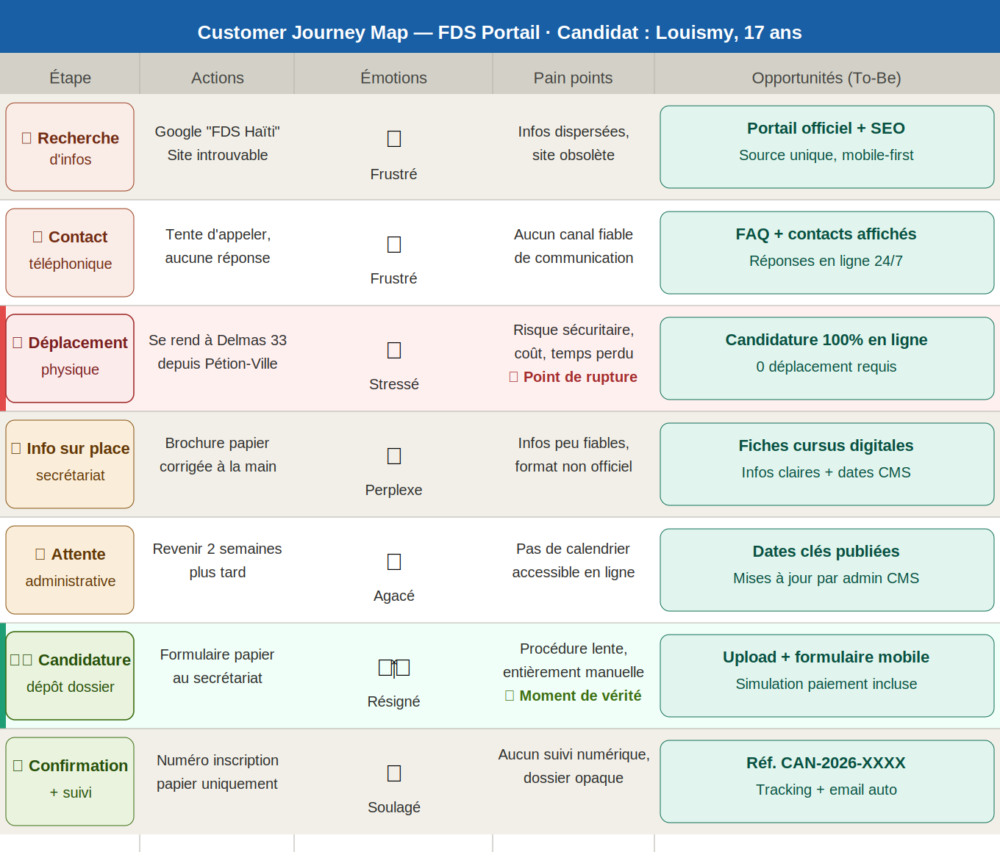 Customer Journey Map — FDS Portail · Candidat : Louismy, 17 ans
Étape
Actions
Émotions
Pain points
Opportunités (To-Be)
Recherche
d'infos
Google "FDS Haïti"
Site introuvable
Frustré
Infos dispersées,
site obsolète
Portail officiel + SEO
Source unique, mobile-first
Contact
téléphonique
Tente d'appeler,
aucune réponse
Frustré
Aucun canal fiable
de communication
FAQ + contacts affichés
Réponses en ligne 24/7
Déplacement
physique
Se rend à Delmas 33
depuis Pétion-Ville
Stressé
Risque sécuritaire,
coût, temps perdu
Point de rupture
Candidature 100% en ligne
0 déplacement requis
Info sur place
secrétariat
Brochure papier
corrigée à la main
Perplexe
Infos peu fiables,
format non officiel
Fiches cursus digitales
Infos claires + dates CMS
Attente
administrative
Revenir 2 semaines
plus tard
Agacé
Pas de calendrier
accessible en ligne
Dates clés publiées
Mises à jour par admin CMS
Candidature
dépôt dossier
Formulaire papier
au secrétariat
Résigné
Procédure lente,
entièrement manuelle
Moment de vérité
Upload + formulaire mobile
Simulation paiement incluse
Confirmation
+ suivi
Numéro inscription
papier uniquement
Soulagé
Aucun suivi numérique,
dossier opaque
Réf. CAN-2026-XXXX
Tracking + email auto